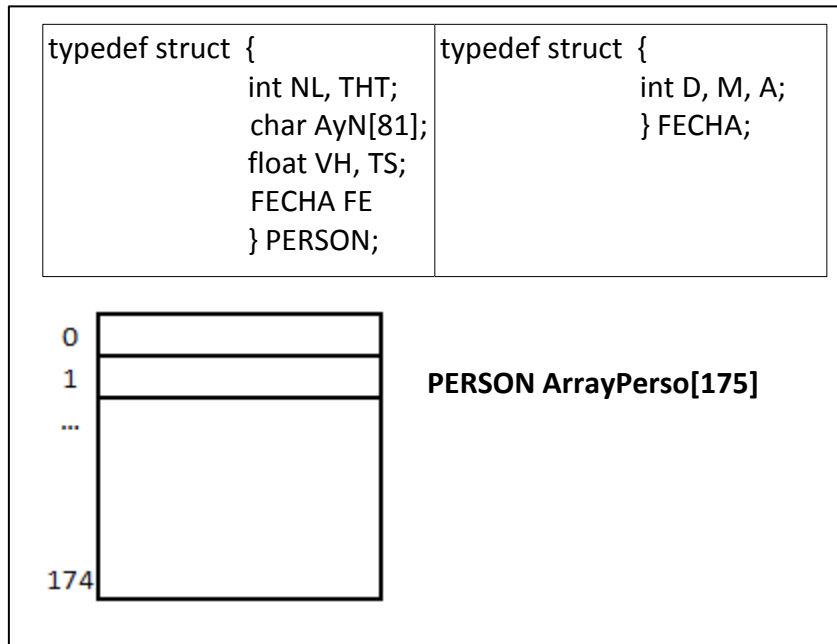 typedef struct {
int NL, THT;
char AyN[81];
float VH, TS;
FECHA FE
} PERSON;
typedef struct {
int D, M, A;
} FECHA;
0
1
...
174
PERSON ArrayPerso[175]